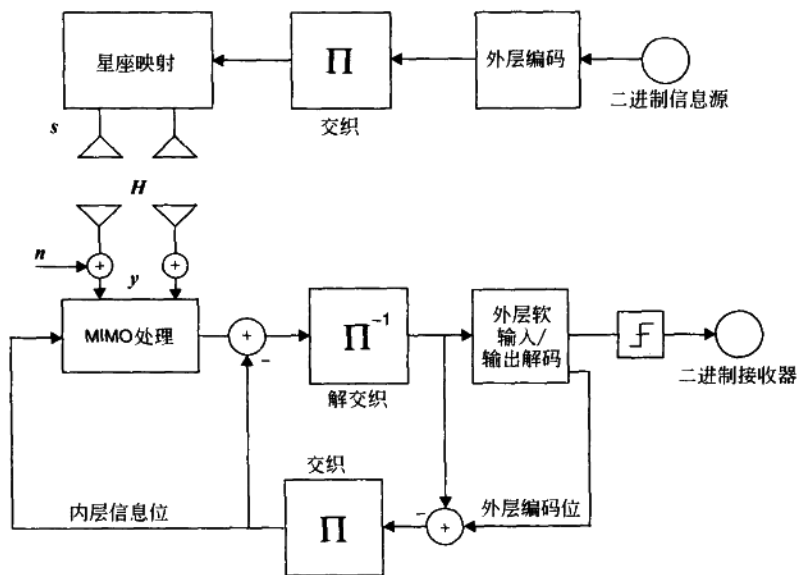 星座映射
Π
外层编码
交织
二进制信息源
s
H
n
+
+
y
MIMO处理
+
-
Π-1
外层软
输入/
输出解码
解交织
二进制接收器
交织
内层信息位
Π
-
+
外层编码位